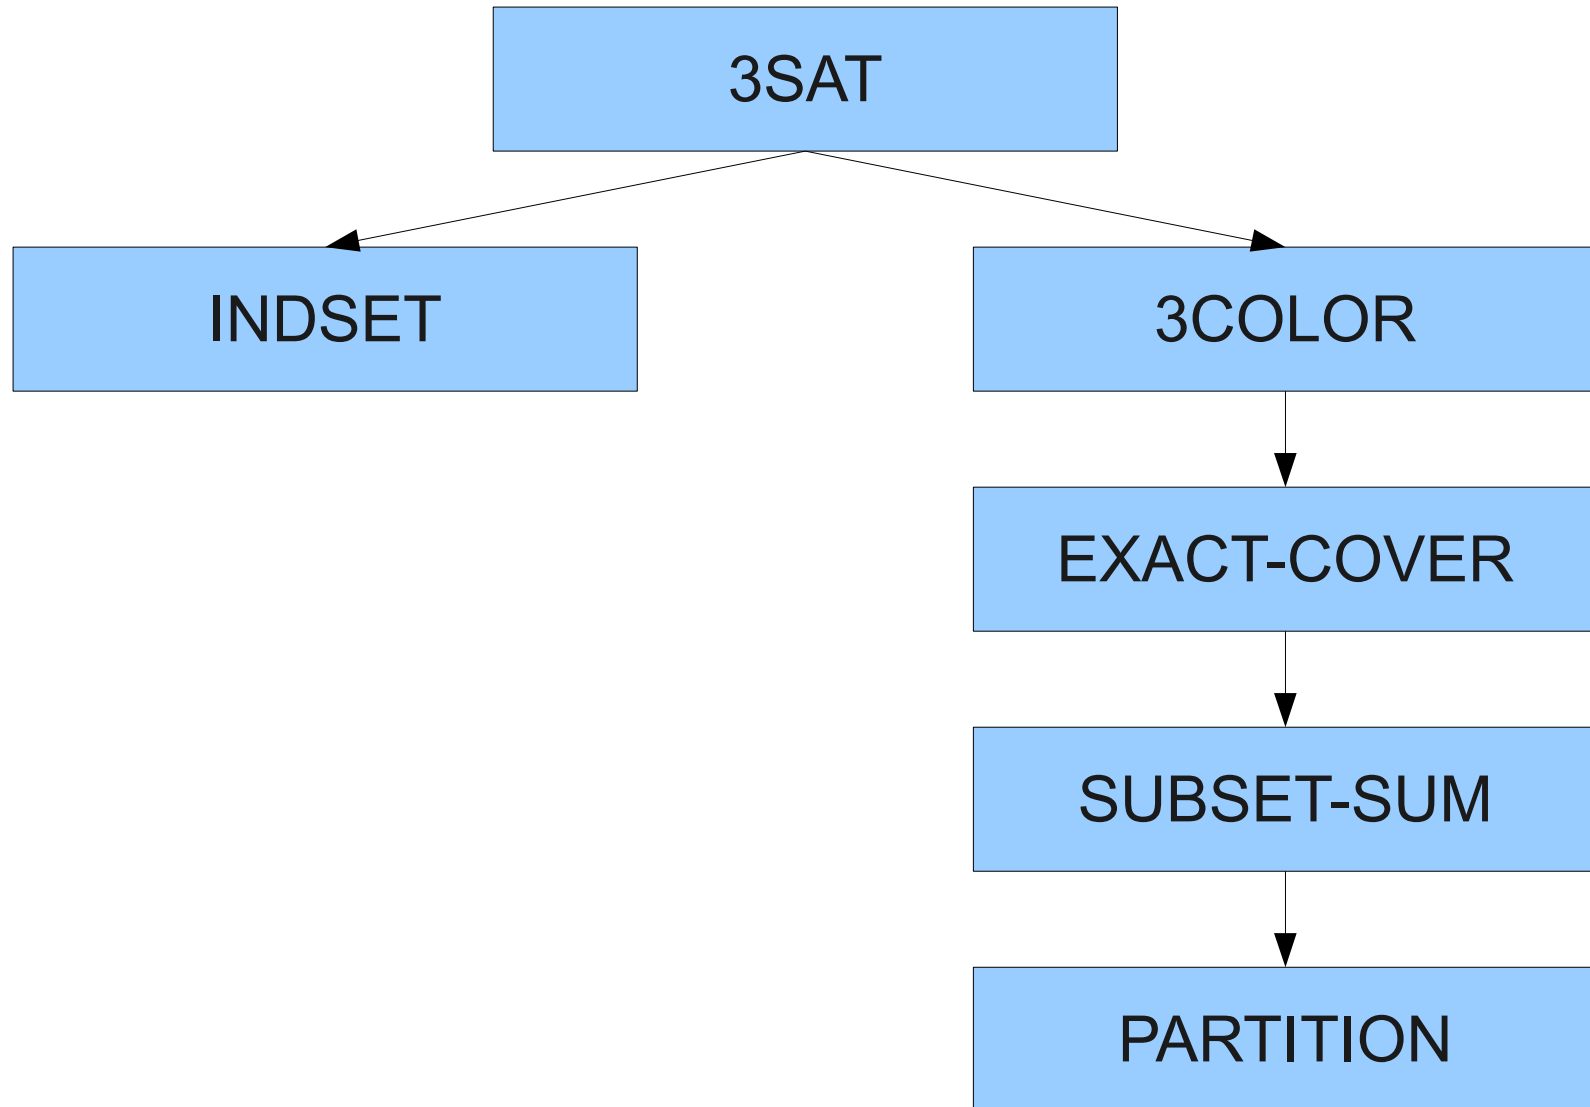 3SAT
INDSET
3COLOR
EXACT-COVER
SUBSET-SUM
PARTITION